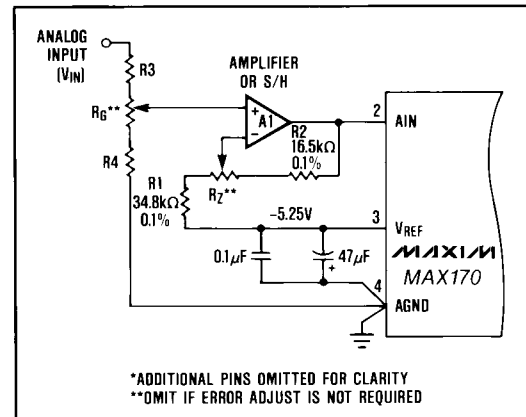 ANALOG
INPUT
(VIN)
R3
AMPLIFIER
OR S/H
RG**
+
A1
−
2
AIN
R4
R2
16.5kΩ
0.1%
RZ**
R1
34.8kΩ
0.1%
−5.25V
3
VREF
0.1µF
47µF
+
MAXIM
MAX170
4
AGND
*ADDITIONAL PINS OMITTED FOR CLARITY
**OMIT IF ERROR ADJUST IS NOT REQUIRED